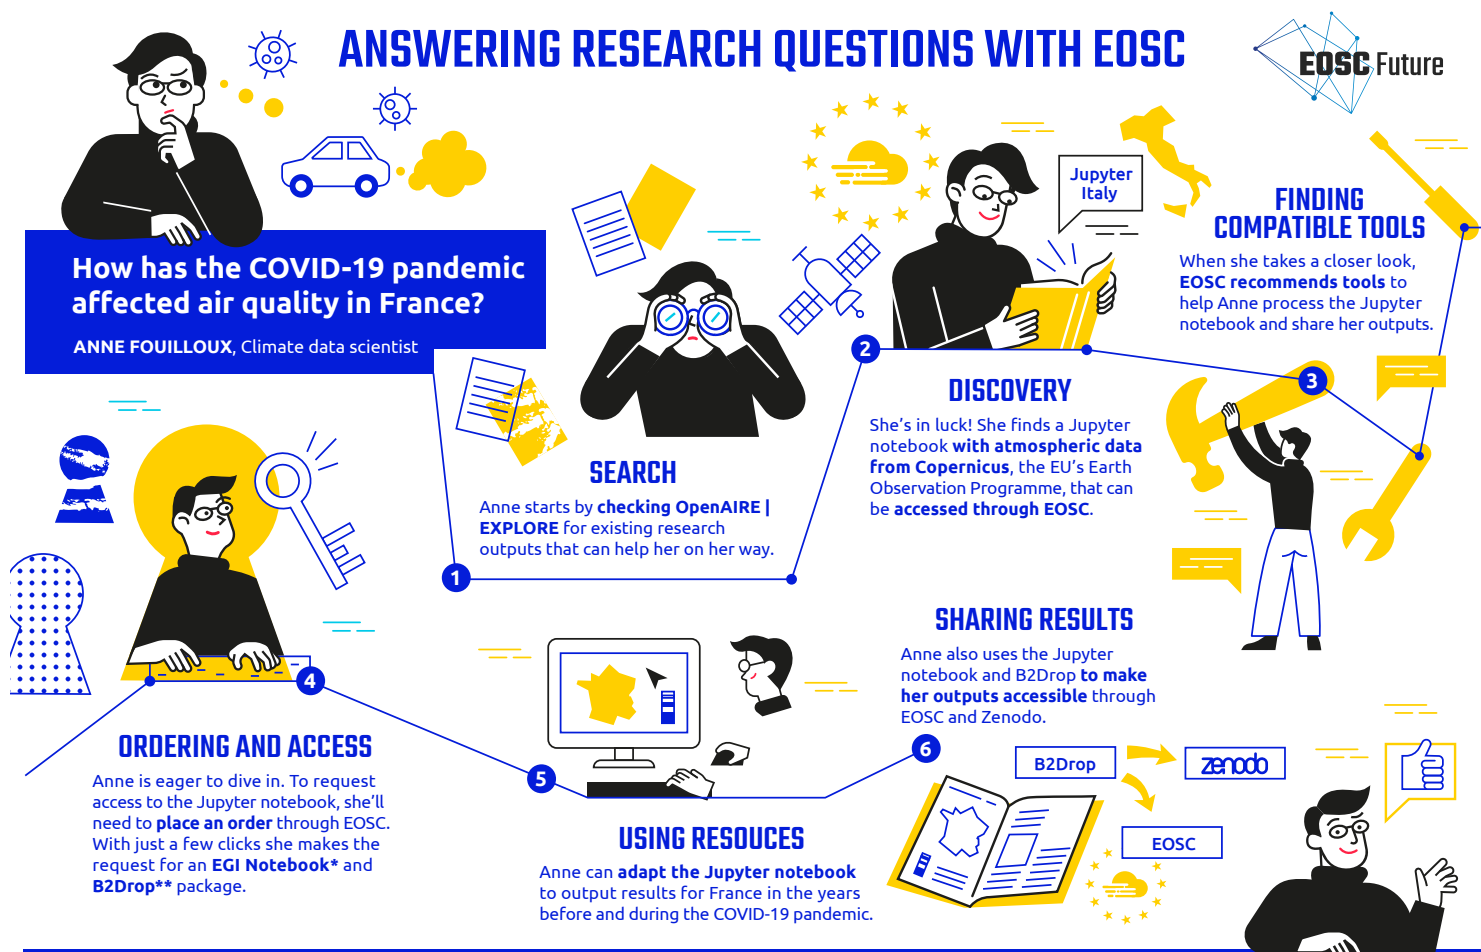 ANSWERING RESEARCH QUESTIONS WITH EOSC
EOSC Future
How has the COVID-19 pandemic
affected air quality in France?
ANNE FOUILLOUX, Climate data scientist
1
SEARCH
Anne starts by checking OpenAIRE |
EXPLORE for existing research
outputs that can help her on her way.
Jupyter
Italy
2
DISCOVERY
She's in luck! She finds a Jupyter
notebook with atmospheric data
from Copernicus, the EU's Earth
Observation Programme, that can
be accessed through EOSC.
FINDING
COMPATIBLE TOOLS
When she takes a closer look,
EOSC recommends tools to
help Anne process the Jupyter
notebook and share her outputs.
3
4
ORDERING AND ACCESS
Anne is eager to dive in. To request
access to the Jupyter notebook, she'll
need to place an order through EOSC.
With just a few clicks she makes the
request for an EGI Notebook* and
B2Drop** package.
5
USING RESOUCES
Anne can adapt the Jupyter notebook
to output results for France in the years
before and during the COVID-19 pandemic.
SHARING RESULTS
Anne also uses the Jupyter
notebook and B2Drop to make
her outputs accessible through
EOSC and Zenodo.
6
B2Drop
zenodo
EOSC